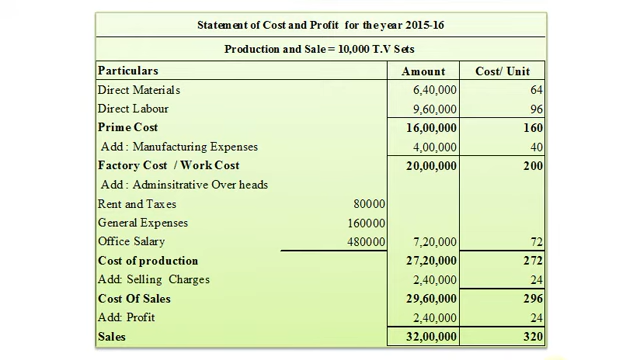 Statement of Cost and Profit for the year 2015-16
Production and Sale = 10,000 T.V Sets
Particulars Amount Cost/ Unit
Direct Materials 6,40,000 64
Direct Labour 9,60,000 96
Prime Cost 16,00,000 160
Add : Manufacturing Expenses 4,00,000 40
Factory Cost / Work Cost 20,00,000 200
Add : Adminsitrative Over heads
Rent and Taxes 80000
General Expenses 160000
Office Salary 480000 7,20,000 72
Cost of production 27,20,000 272
Add: Selling Charges 2,40,000 24
Cost Of Sales 29,60,000 296
Add: Profit 2,40,000 24
Sales 32,00,000 320